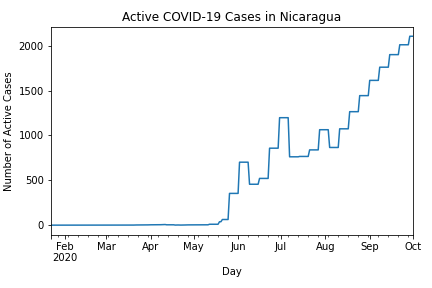 Active COVID-19 Cases in Nicaragua
Number of Active Cases
2000
1500
1000
500
0
Feb Mar Apr May Jun Jul Aug Sep Oct
2020
Day